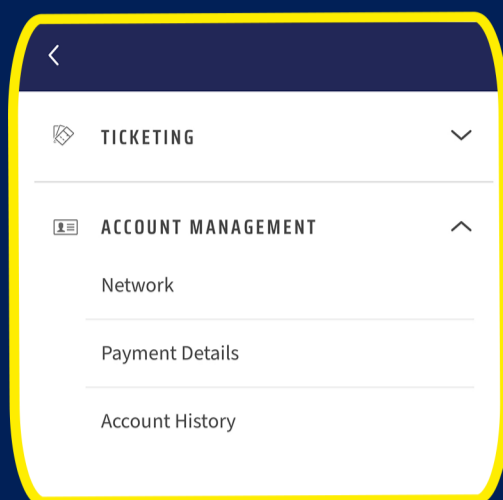 TICKETING
ACCOUNT MANAGEMENT
Network
Payment Details
Account History